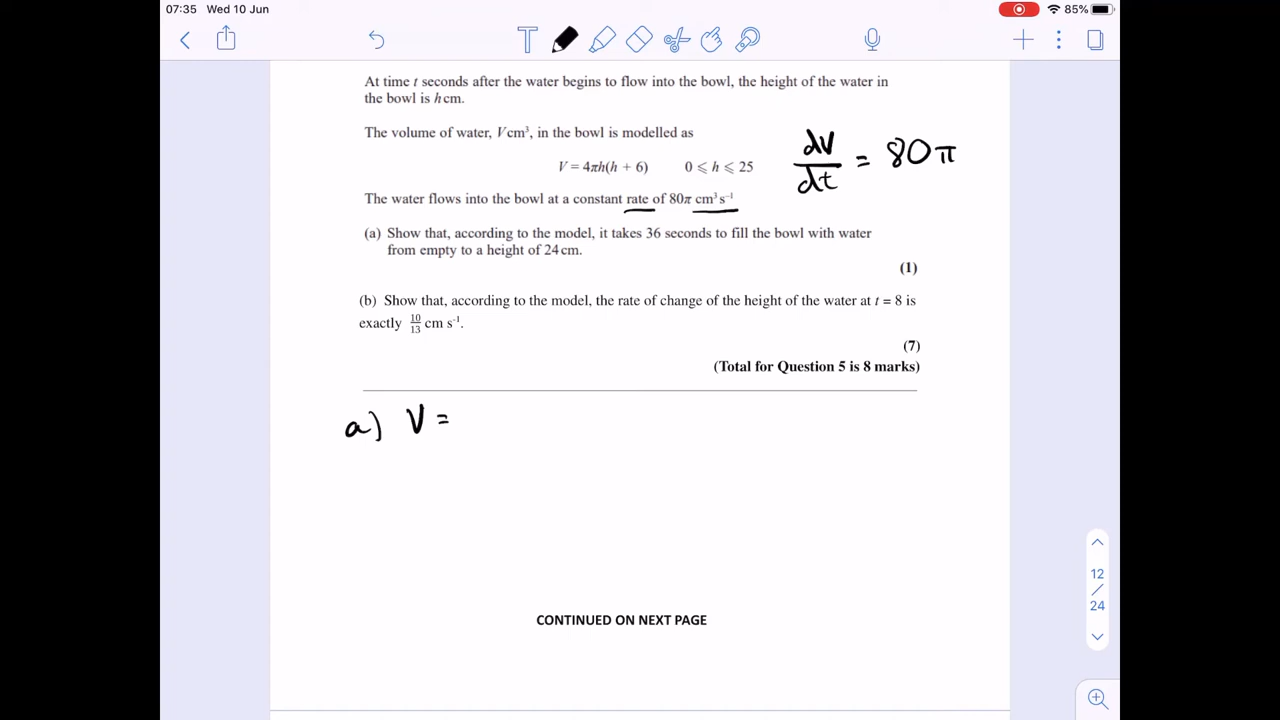 07:35 Wed 10 Jun
85%
At time t seconds after the water begins to flow into the bowl, the height of the water in
the bowl is h cm.
The volume of water, V cm³, in the bowl is modelled as
V = 4πh(h + 6) 0 ⩽ h ⩽ 25
dV/dt = 80π
The water flows into the bowl at a constant rate of 80π cm³ s⁻¹
(a) Show that, according to the model, it takes 36 seconds to fill the bowl with water
from empty to a height of 24 cm.
(1)
(b) Show that, according to the model, the rate of change of the height of the water at t = 8 is
exactly 10/13 cm s⁻¹.
(7)
(Total for Question 5 is 8 marks)
a) V =
12
/
24
CONTINUED ON NEXT PAGE